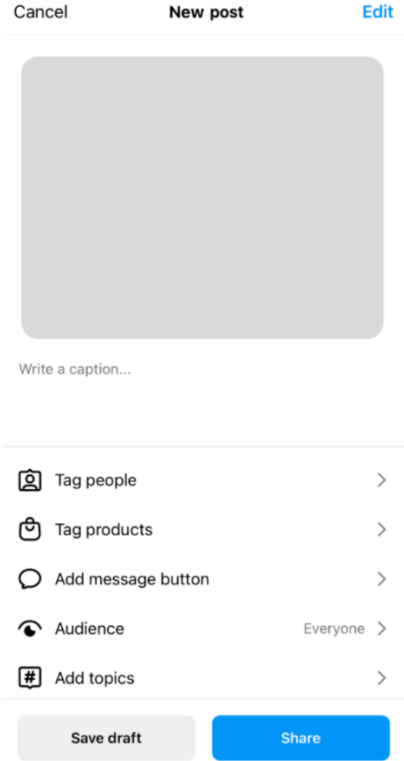 Cancel New post Edit
Write a caption...
Tag people
Tag products
Add message button
Audience Everyone
# Add topics
Save draft Share